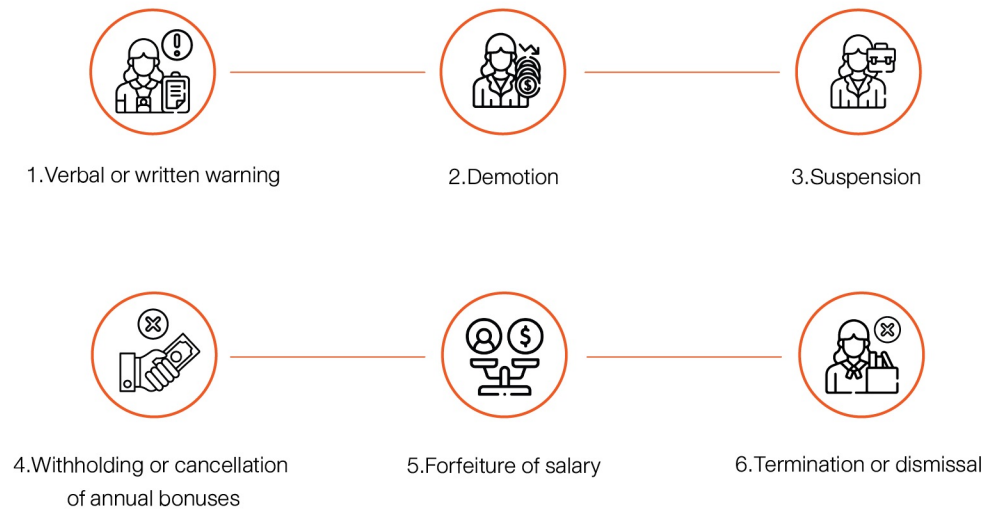 1.Verbal or written warning
2.Demotion
3.Suspension
4.Withholding or cancellation
of annual bonuses
5.Forfeiture of salary
6.Termination or dismissal